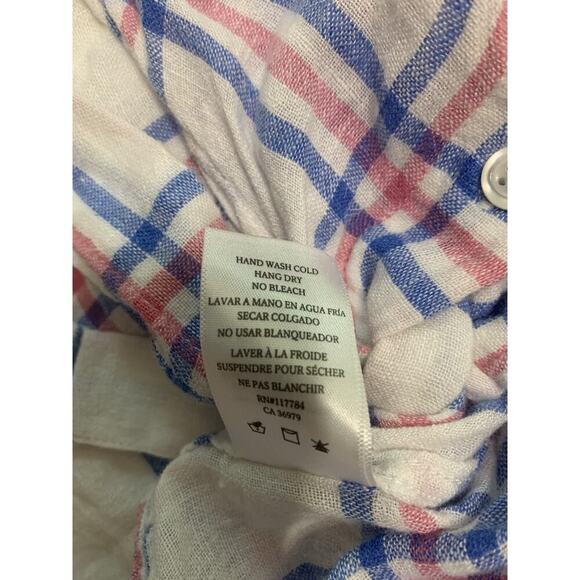 HAND WASH COLD
HANG DRY
NO BLEACH
LAVAR A MANO EN AGUA FRÍA
SECAR COLGADO
NO USAR BLANQUEADOR
LAVER À LA FROIDE
SUSPENDRE POUR SÉCHER
NE PAS BLANCHIR
RN#117784
CA 36979